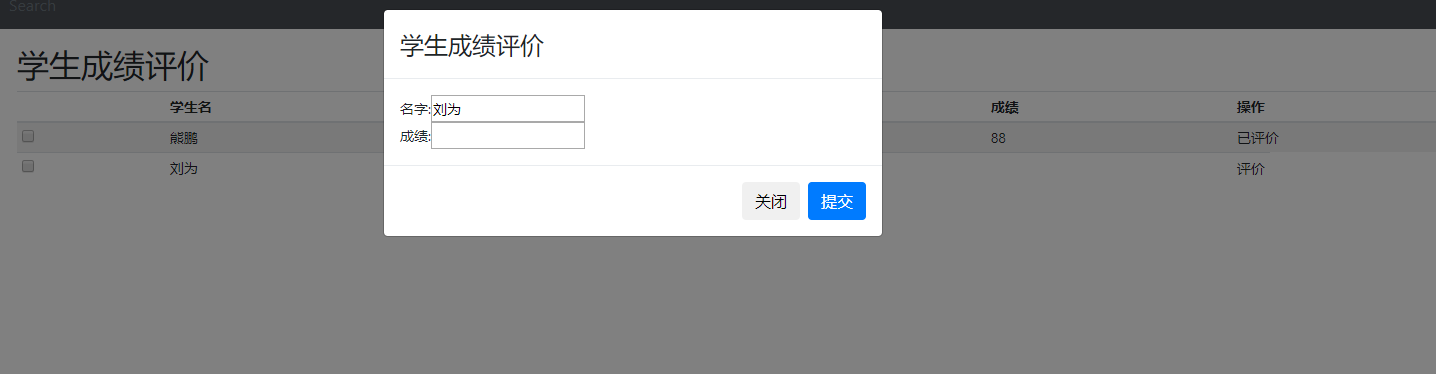 Search
学生成绩评价
学生成绩评价
名字:刘为
成绩:
关闭 提交
学生名 成绩 操作
熊鹏 88 已评价
刘为 评价